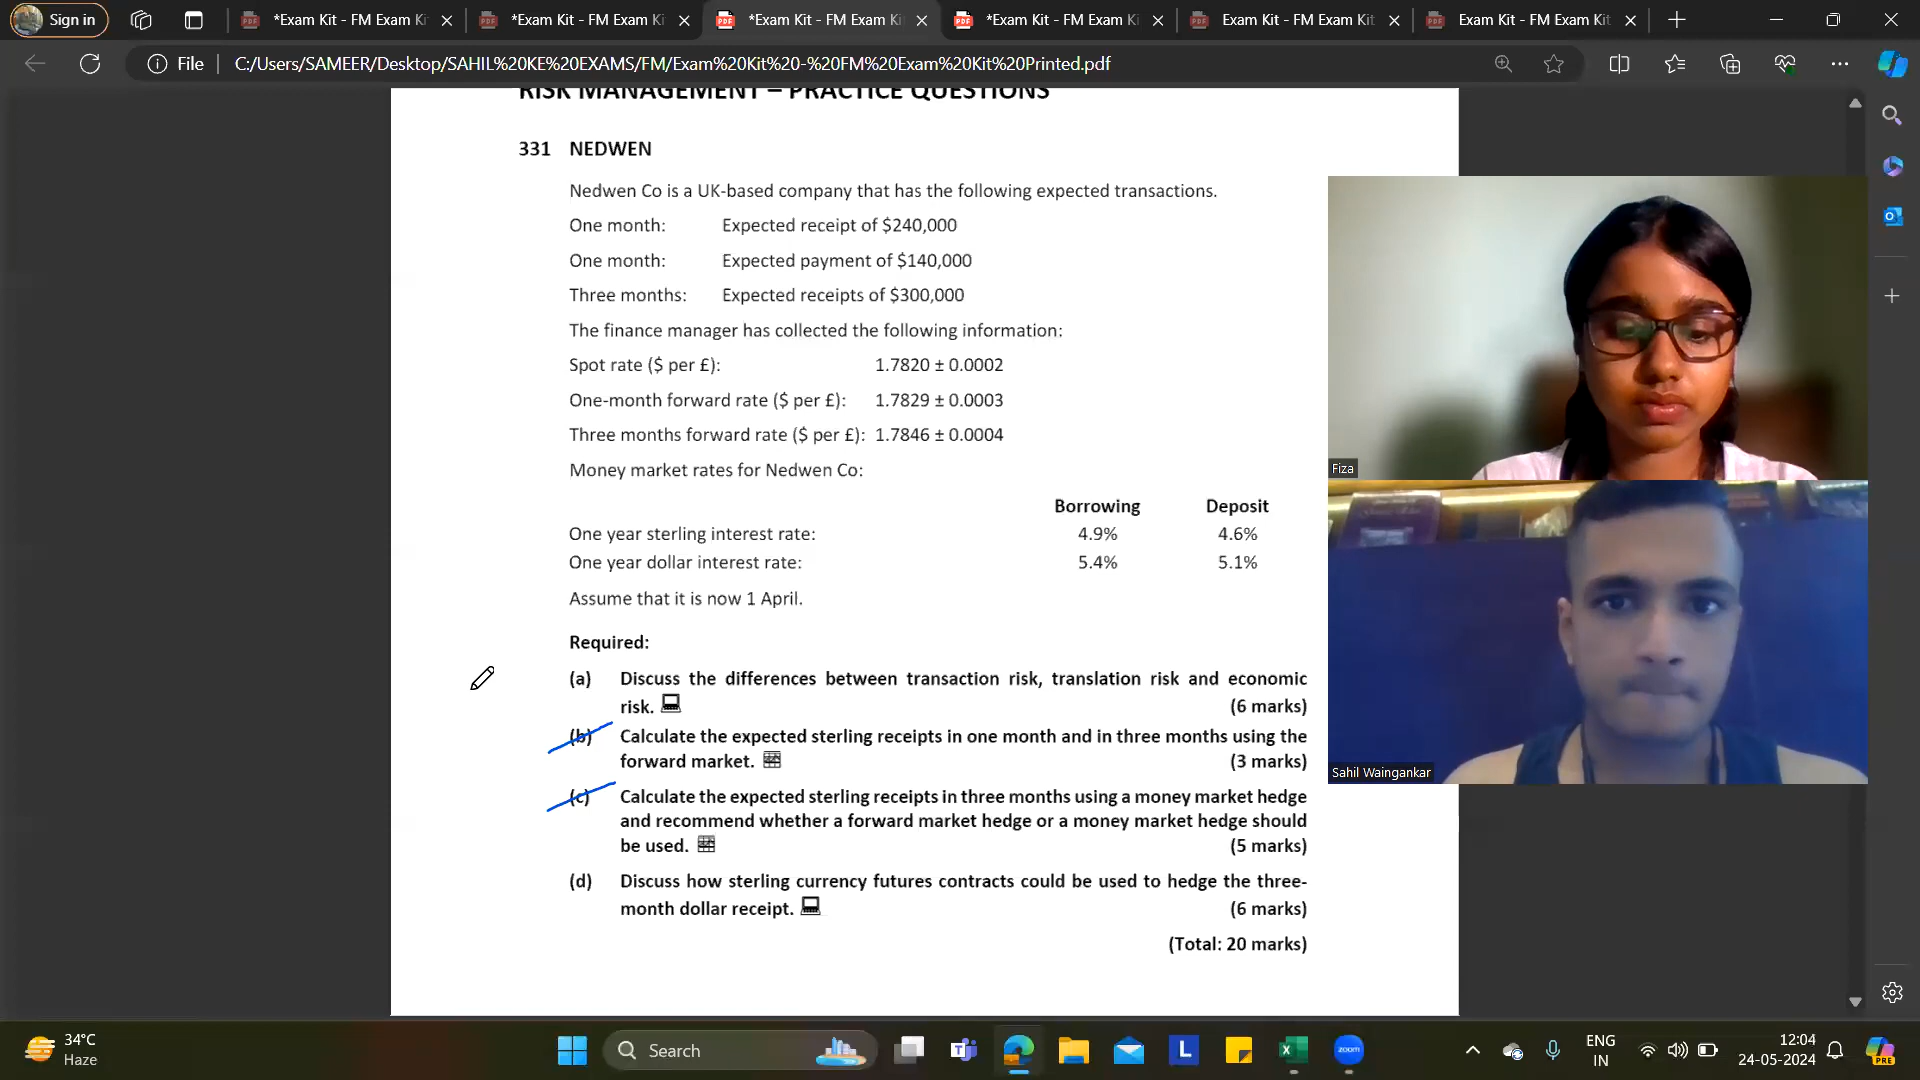 Sign in
*Exam Kit - FM Exam Ki
*Exam Kit - FM Exam Ki
*Exam Kit - FM Exam Ki
*Exam Kit - FM Exam Ki
Exam Kit - FM Exam Kit
Exam Kit - FM Exam Kit
File
C:/Users/SAMEER/Desktop/SAHIL%20KE%20EXAMS/FM/Exam%20Kit%20-%20FM%20Exam%20Kit%20Printed.pdf
RISK MANAGEMENT – PRACTICE QUESTIONS
331 NEDWEN
Nedwen Co is a UK-based company that has the following expected transactions.
One month: Expected receipt of $240,000
One month: Expected payment of $140,000
Three months: Expected receipts of $300,000
The finance manager has collected the following information:
Spot rate ($ per £): 1.7820 ± 0.0002
One-month forward rate ($ per £): 1.7829 ± 0.0003
Three months forward rate ($ per £): 1.7846 ± 0.0004
Money market rates for Nedwen Co:
Borrowing Deposit
One year sterling interest rate: 4.9% 4.6%
One year dollar interest rate: 5.4% 5.1%
Assume that it is now 1 April.
Required:
(a) Discuss the differences between transaction risk, translation risk and economic
risk. (6 marks)
(b) Calculate the expected sterling receipts in one month and in three months using the
forward market. (3 marks)
(c) Calculate the expected sterling receipts in three months using a money market hedge
and recommend whether a forward market hedge or a money market hedge should
be used. (5 marks)
(d) Discuss how sterling currency futures contracts could be used to hedge the three-
month dollar receipt. (6 marks)
(Total: 20 marks)
Fiza
Sahil Waingankar
34°C
Haze
Search
zoom
ENG
IN
12:04
24-05-2024